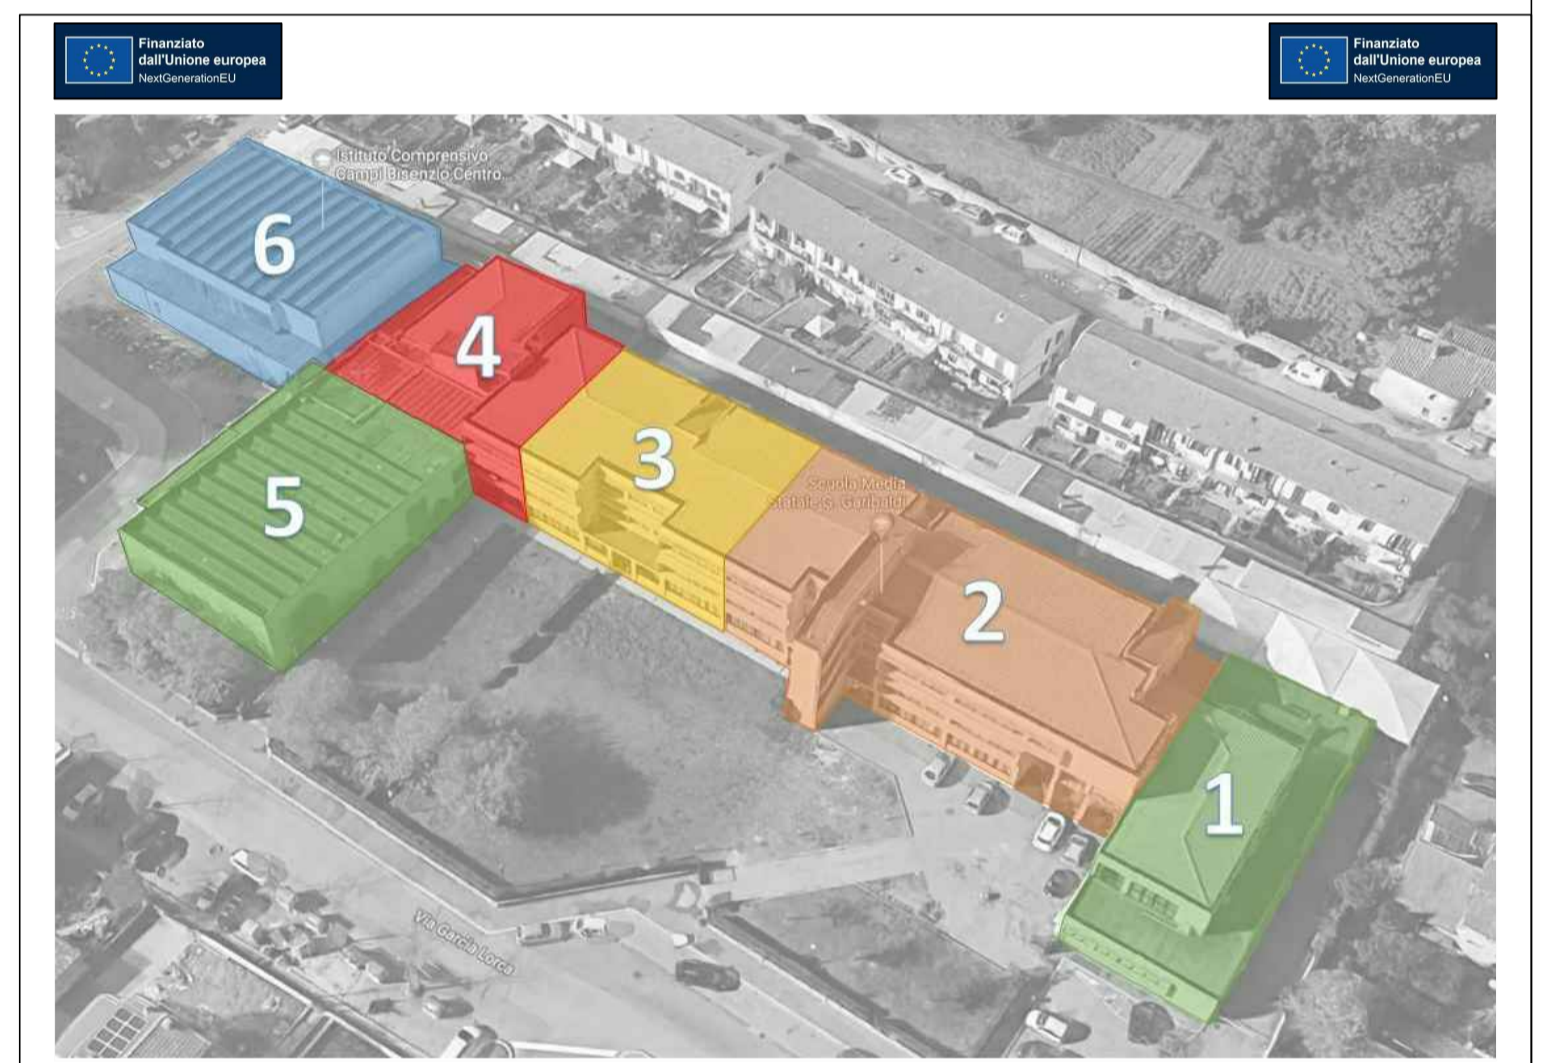 Finanziato
dall'Unione europea
NextGenerationEU
Finanziato
dall'Unione europea
NextGenerationEU
Istituto Comprensivo
Campi Bisenzio Centro
6
4
3
5
Scuola Media
Statale G. Garibaldi
2
1
Via Garcia Lorca